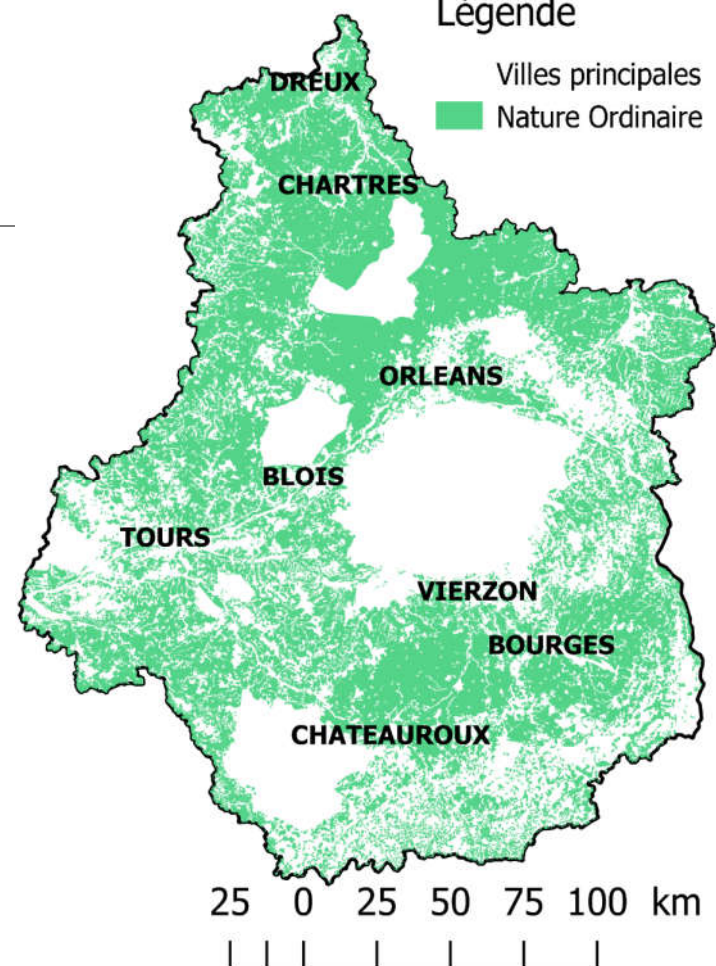 Légende
Villes principales
Nature Ordinaire
DREUX
CHARTRES
ORLEANS
BLOIS
TOURS
VIERZON
BOURGES
CHATEAUROUX
25 0 25 50 75 100 km